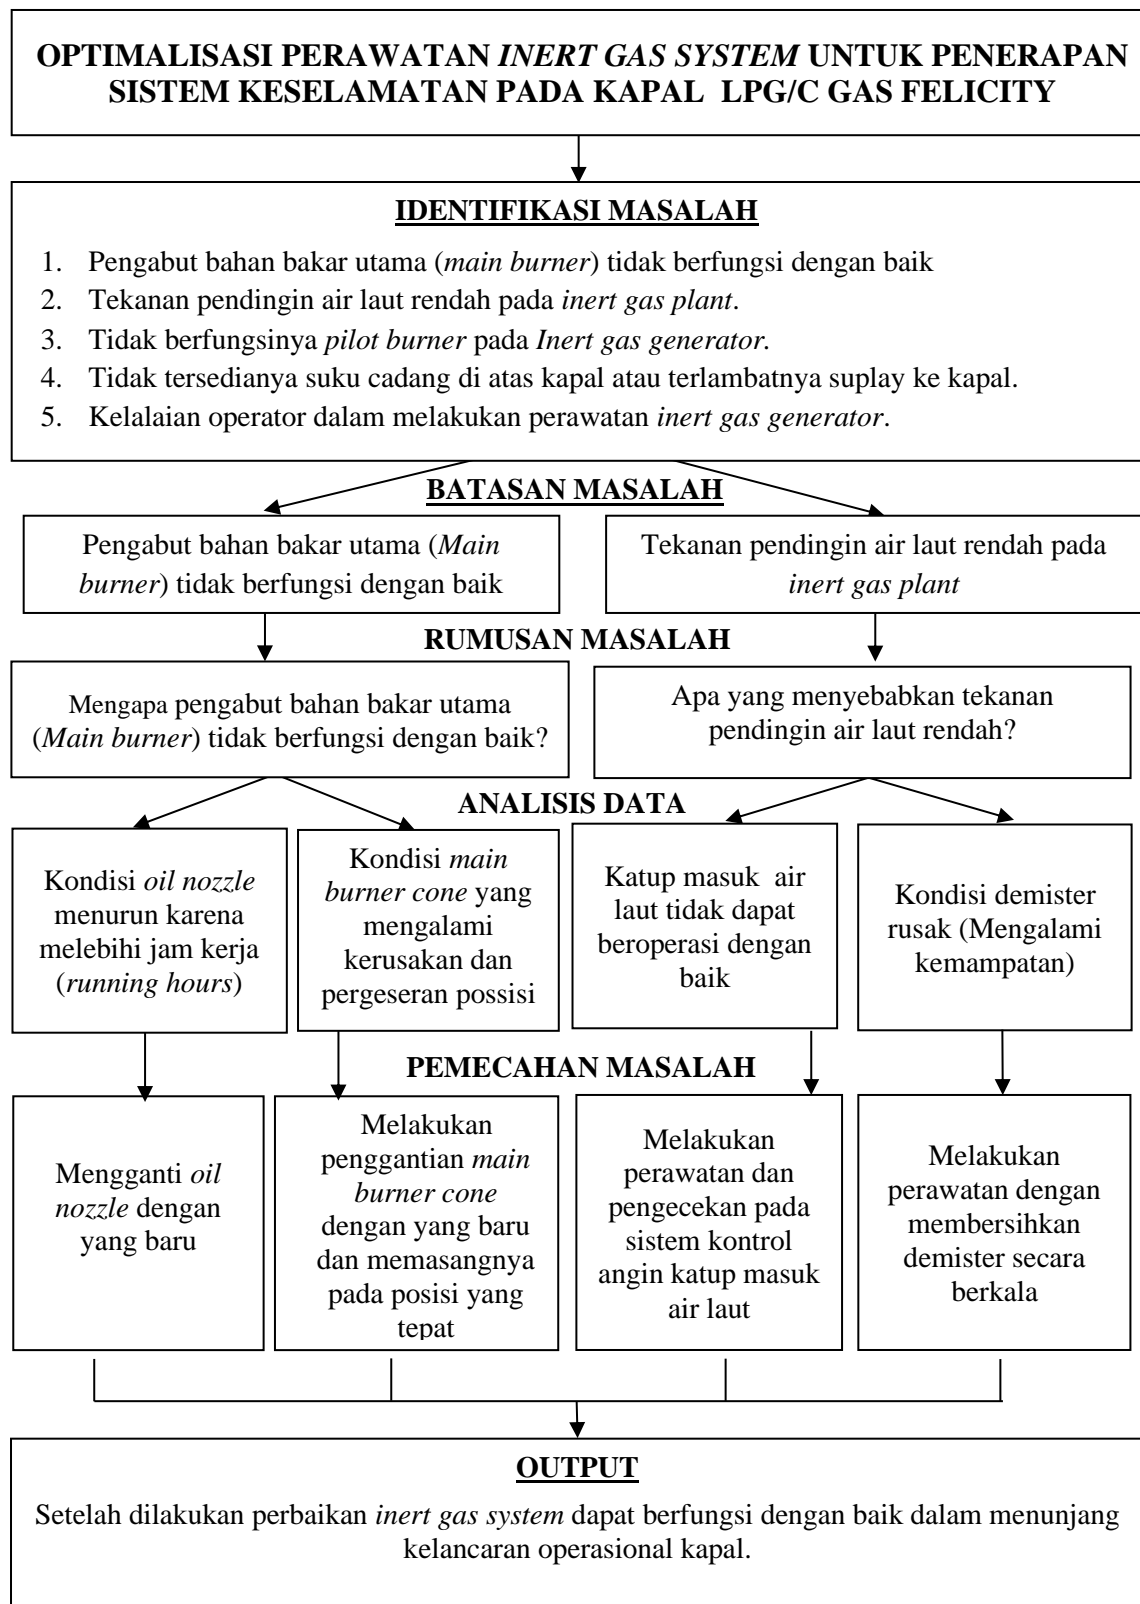 OPTIMALISASI PERAWATAN INERT GAS SYSTEM UNTUK PENERAPAN
SISTEM KESELAMATAN PADA KAPAL LPG/C GAS FELICITY
IDENTIFIKASI MASALAH
1. Pengabut bahan bakar utama (main burner) tidak berfungsi dengan baik
2. Tekanan pendingin air laut rendah pada inert gas plant.
3. Tidak berfungsinya pilot burner pada Inert gas generator.
4. Tidak tersedianya suku cadang di atas kapal atau terlambatnya suplay ke kapal.
5. Kelalaian operator dalam melakukan perawatan inert gas generator.
BATASAN MASALAH
Pengabut bahan bakar utama (Main
burner) tidak berfungsi dengan baik
Tekanan pendingin air laut rendah pada
inert gas plant
RUMUSAN MASALAH
Mengapa pengabut bahan bakar utama
(Main burner) tidak berfungsi dengan baik?
Apa yang menyebabkan tekanan
pendingin air laut rendah?
ANALISIS DATA
Kondisi oil nozzle
menurun karena
melebihi jam kerja
(running hours)
Kondisi main
burner cone yang
mengalami
kerusakan dan
pergeseran possisi
Katup masuk air
laut tidak dapat
beroperasi dengan
baik
Kondisi demister
rusak (Mengalami
kemampatan)
PEMECAHAN MASALAH
Mengganti oil
nozzle dengan
yang baru
Melakukan
penggantian main
burner cone
dengan yang baru
dan memasangnya
pada posisi yang
tepat
Melakukan
perawatan dan
pengecekan pada
sistem kontrol
angin katup masuk
air laut
Melakukan
perawatan dengan
membersihkan
demister secara
berkala
OUTPUT
Setelah dilakukan perbaikan inert gas system dapat berfungsi dengan baik dalam menunjang
kelancaran operasional kapal.